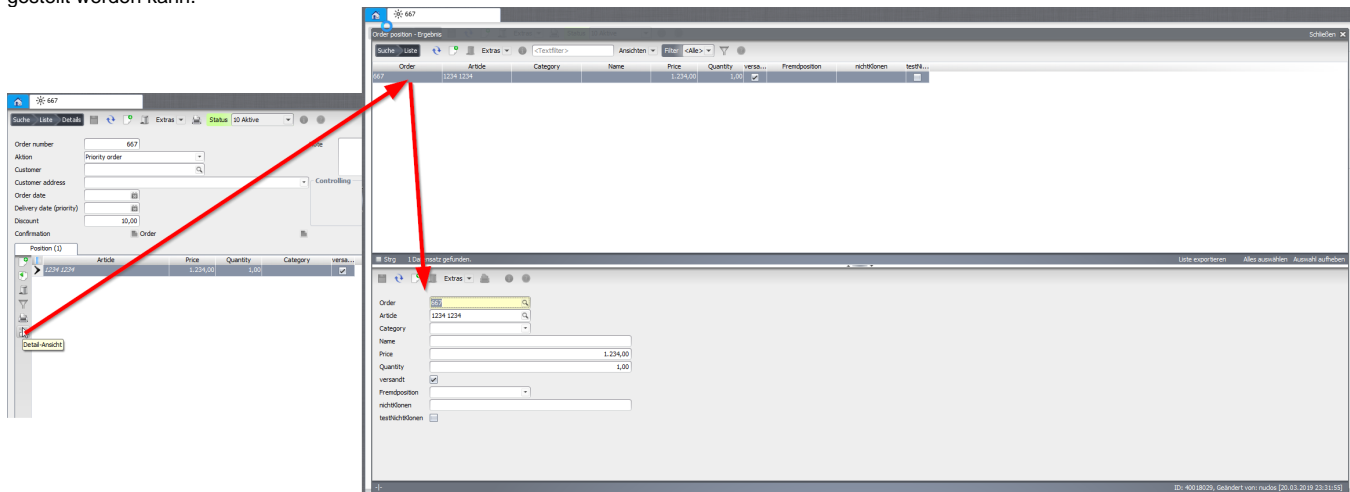 gestellt werden kann.
667
Suche Liste Details Extras Status 10 Aktive
Order number 667
Aktion Priority order
Customer
Customer address
Order date
Delivery date (priority)
Discount 10,00
Confirmation Order
Controlling
Position (1)
Article Price Quantity Category versa...
1234 1234 1.234,00 1,00
Detail-Ansicht
667
Order position - Ergebnis
Schließen
Suche Liste Extras <Textfilter> Ansichten Filter <Alle>
Order Article Category Name Price Quantity versa... Fremdposition nichtKlonen testNi...
667 1234 1234 1.234,00 1,00
Strg 1 Datensatz gefunden.
Liste exportieren Alles auswählen Auswahl aufheben
Extras
Order 667
Article 1234 1234
Category
Name
Price 1.234,00
Quantity 1,00
versandt
Fremdposition
nichtKlonen
testNichtKlonen
ID: 40018029, Geändert von: nuclos [20.03.2019 23:31:55]